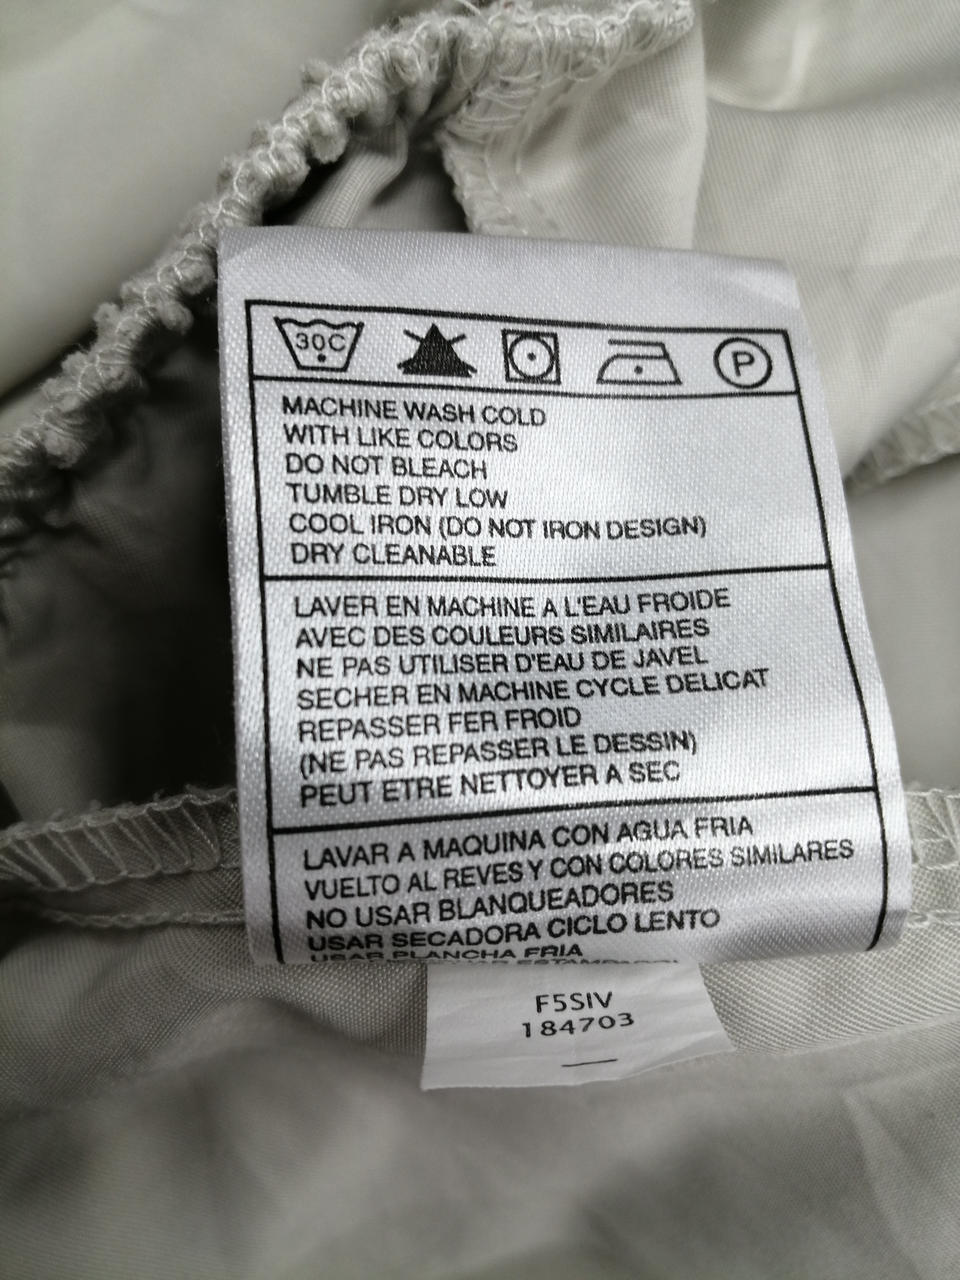 30C
P
MACHINE WASH COLD
WITH LIKE COLORS
DO NOT BLEACH
TUMBLE DRY LOW
COOL IRON (DO NOT IRON DESIGN)
DRY CLEANABLE
LAVER EN MACHINE A L'EAU FROIDE
AVEC DES COULEURS SIMILAIRES
NE PAS UTILISER D'EAU DE JAVEL
SECHER EN MACHINE CYCLE DELICAT
REPASSER FER FROID
(NE PAS REPASSER LE DESSIN)
PEUT ETRE NETTOYER A SEC
LAVAR A MAQUINA CON AGUA FRIA
VUELTO AL REVES Y CON COLORES SIMILARES
NO USAR BLANQUEADORES
USAR SECADORA CICLO LENTO
USAR PLANCHA FRIA
F5SIV
184703